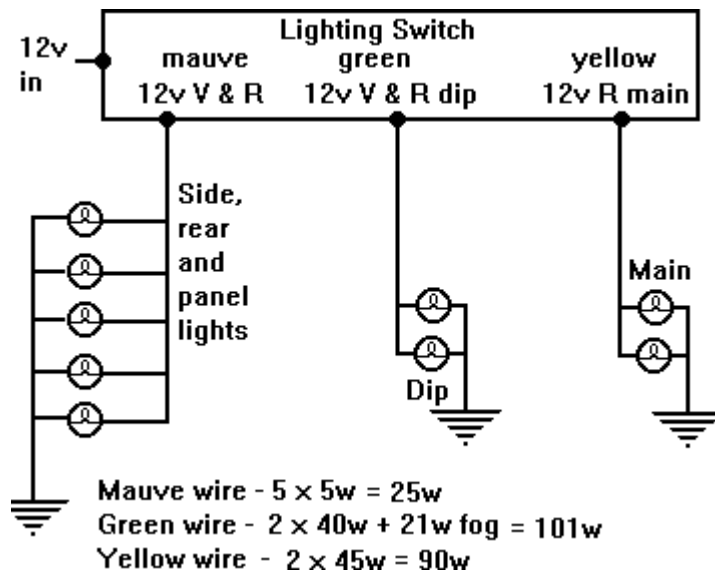 Lighting Switch
12v
in
mauve
green
yellow
12v V & R
12v V & R dip
12v R main
Side,
rear
and
panel
lights
Main
Dip
Mauve wire - 5 × 5w = 25w
Green wire - 2 × 40w + 21w fog = 101w
Yellow wire - 2 × 45w = 90w